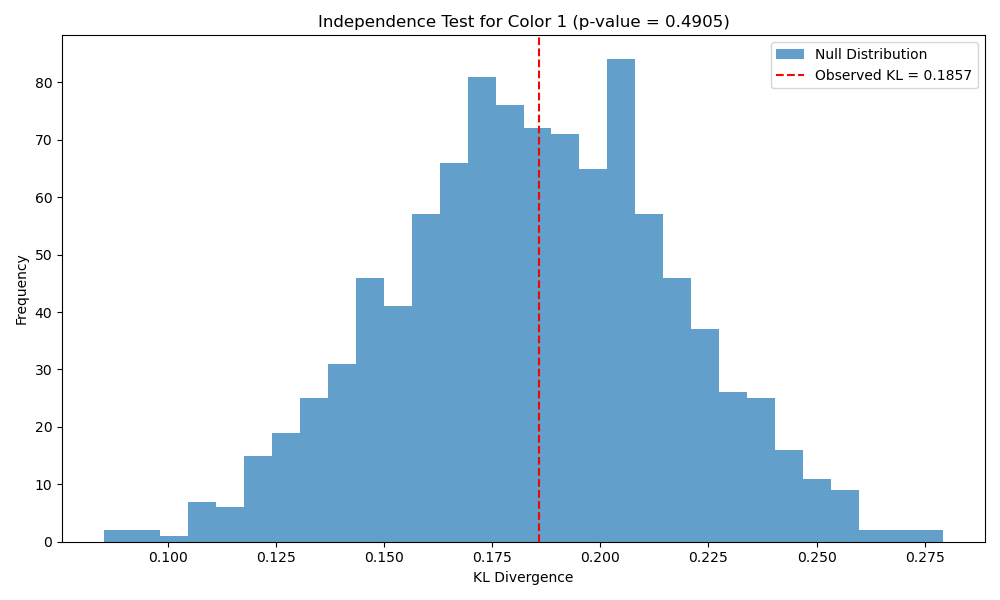 Independence Test for Color 1 (p-value = 0.4905)
Null Distribution
Observed KL = 0.1857
Frequency
80
70
60
50
40
30
20
10
0
0.100 0.125 0.150 0.175 0.200 0.225 0.250 0.275
KL Divergence